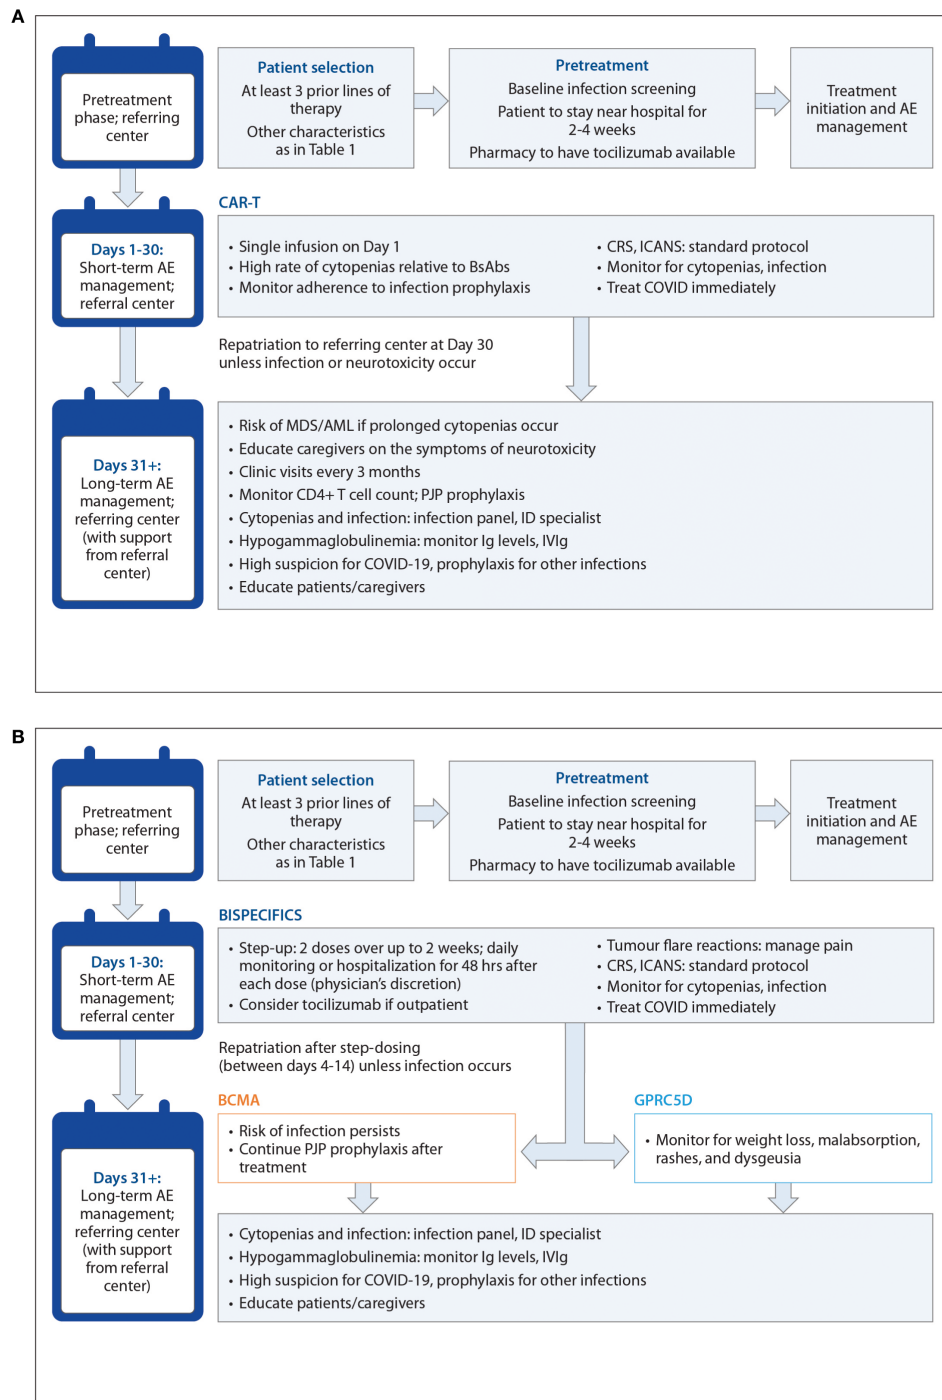 A
Pretreatment
phase; referring
center
Patient selection
At least 3 prior lines of
therapy
Other characteristics
as in Table 1
Pretreatment
Baseline infection screening
Patient to stay near hospital for
2-4 weeks
Pharmacy to have tocilizumab available
Treatment
initiation and AE
management
CAR-T
Days 1-30:
Short-term AE
management;
referral center
• Single infusion on Day 1
• High rate of cytopenias relative to BsAbs
• Monitor adherence to infection prophylaxis
• CRS, ICANS: standard protocol
• Monitor for cytopenias, infection
• Treat COVID immediately
Repatriation to referring center at Day 30
unless infection or neurotoxicity occur
Days 31+:
Long-term AE
management;
referring center
(with support
from referral
center)
• Risk of MDS/AML if prolonged cytopenias occur
• Educate caregivers on the symptoms of neurotoxicity
• Clinic visits every 3 months
• Monitor CD4+ T cell count; PJP prophylaxis
• Cytopenias and infection: infection panel, ID specialist
• Hypogammaglobulinemia: monitor Ig levels, IVIg
• High suspicion for COVID-19, prophylaxis for other infections
• Educate patients/caregivers
B
Pretreatment
phase; referring
center
Patient selection
At least 3 prior lines of
therapy
Other characteristics
as in Table 1
Pretreatment
Baseline infection screening
Patient to stay near hospital for
2-4 weeks
Pharmacy to have tocilizumab available
Treatment
initiation and AE
management
BISPECIFICS
Days 1-30:
Short-term AE
management;
referral center
• Step-up: 2 doses over up to 2 weeks; daily
monitoring or hospitalization for 48 hrs after
each dose (physician's discretion)
• Consider tocilizumab if outpatient
• Tumour flare reactions: manage pain
• CRS, ICANS: standard protocol
• Monitor for cytopenias, infection
• Treat COVID immediately
Repatriation after step-dosing
(between days 4-14) unless infection occurs
BCMA
• Risk of infection persists
• Continue PJP prophylaxis after
treatment
GPRC5D
• Monitor for weight loss, malabsorption,
rashes, and dysgeusia
Days 31+:
Long-term AE
management;
referring center
(with support
from referral
center)
• Cytopenias and infection: infection panel, ID specialist
• Hypogammaglobulinemia: monitor Ig levels, IVIg
• High suspicion for COVID-19, prophylaxis for other infections
• Educate patients/caregivers